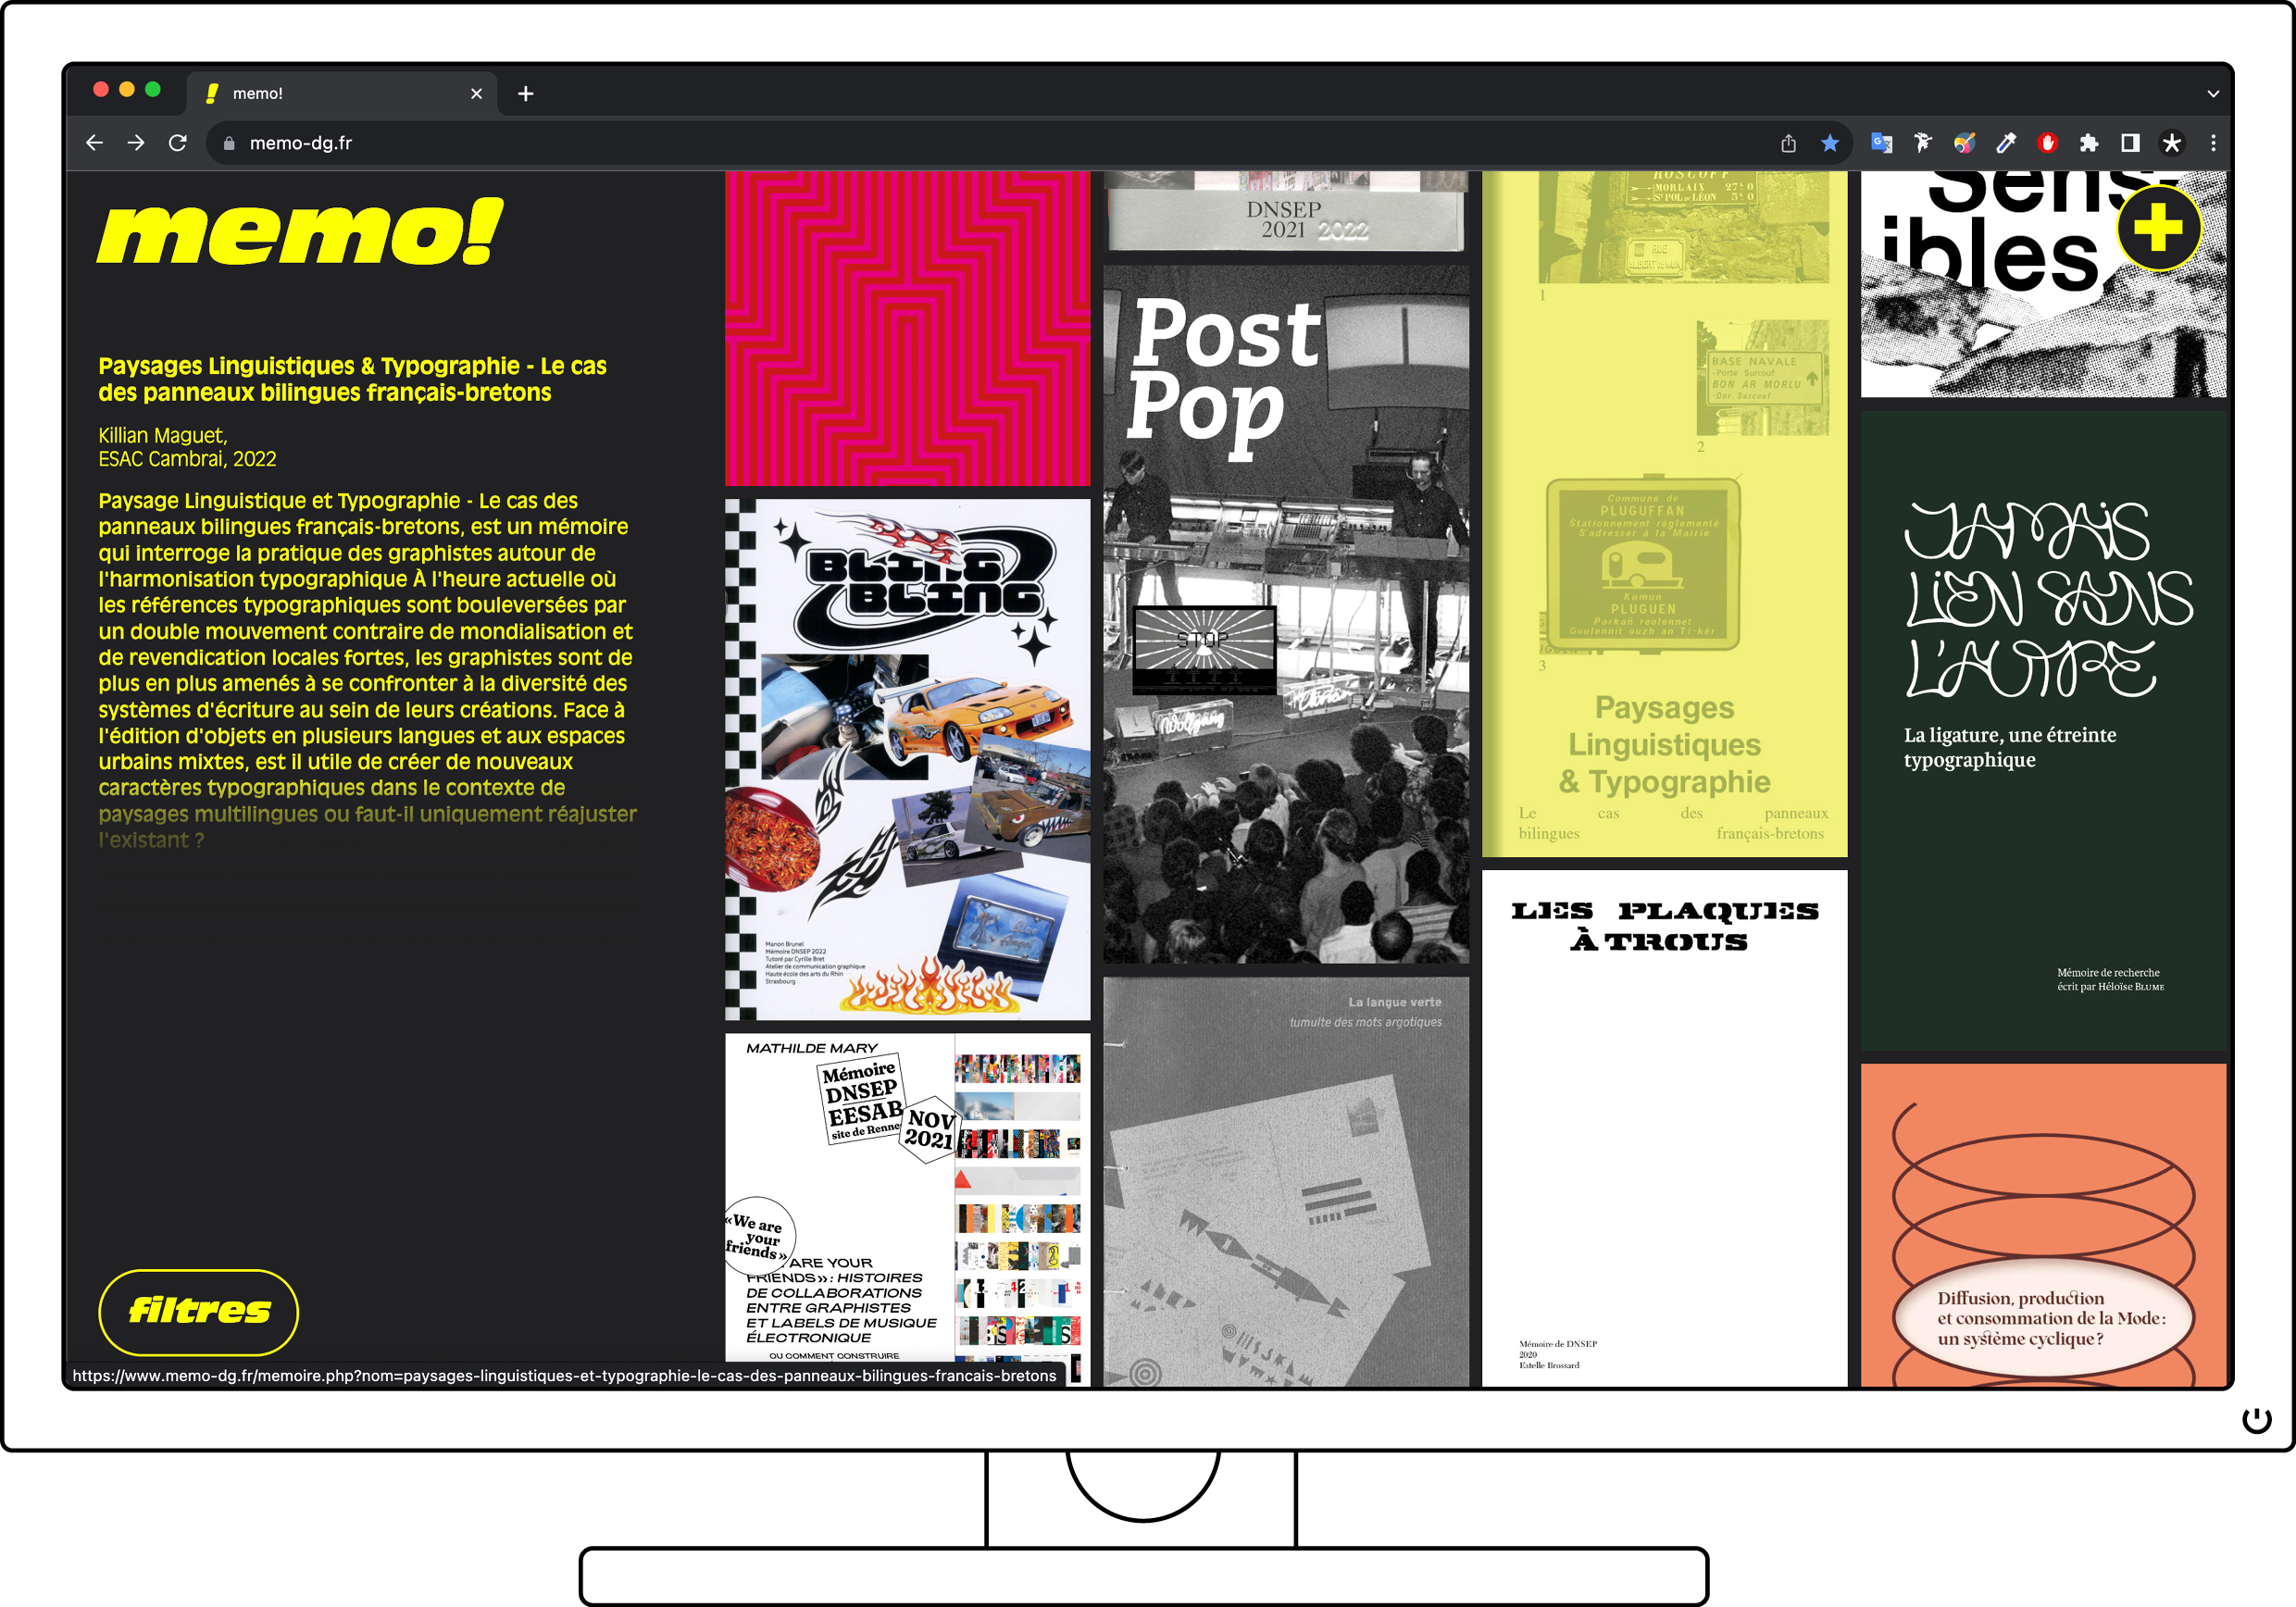 memo!
memo-dg.fr
memo!
Paysages Linguistiques & Typographie - Le cas
des panneaux bilingues français-bretons
Killian Maguet,
ESAC Cambrai, 2022
Paysage Linguistique et Typographie - Le cas des
panneaux bilingues français-bretons, est un mémoire
qui interroge la pratique des graphistes autour de
l'harmonisation typographique À l'heure actuelle où
les références typographiques sont bouleversées par
un double mouvement contraire de mondialisation et
de revendication locales fortes, les graphistes sont de
plus en plus amenés à se confronter à la diversité des
systèmes d'écriture au sein de leurs créations. Face à
l'édition d'objets en plusieurs langues et aux espaces
urbains mixtes, est il utile de créer de nouveaux
caractères typographiques dans le contexte de
paysages multilingues ou faut-il uniquement réajuster
l'existant ?
filtres
https://www.memo-dg.fr/memoire.php?nom=paysages-linguistiques-et-typographie-le-cas-des-panneaux-bilingues-francais-bretons
BLING
BLING
Manon Brunel
Mémoire DNSEP 2022
Tutoré par Cyrille Bret
Atelier de communication graphique
Haute école des arts du Rhin
Strasbourg
MATHILDE MARY
Mémoire
DNSEP
EESAB
site de Rennes
NOV
2021
«We are
your
friends»
ARE YOUR
FRIENDS»: HISTOIRES
DE COLLABORATIONS
ENTRE GRAPHISTES
ET LABELS DE MUSIQUE
ÉLECTRONIQUE
OU COMMENT CONSTRUIRE
DNSEP
2021 2022
Post
Pop
STOP
Wolfgang
Florian
La langue verte
tumulte des mots argotiques
ROSCOFF
MORLAIX 27K 0
ST POL DE LÉON 5K 0
RUE
ALBERT DE MUN
1
BASE NAVALE
-Porte Surcouf
BON AR MORLU
-Dor Surcouf
2
Commune de
PLUGUFFAN
Stationnement réglementé
S'adresser à la Mairie
Kumun
PLUGUEN
Parkañ reolennet
Goulennit ouzh an Ti-kêr
3
Paysages
Linguistiques
& Typographie
Le cas des panneaux
bilingues français-bretons
LES PLAQUES
À TROUS
Mémoire de DNSEP
2020
Estelle Brossard
Sens-
ibles
JAMAIS
LIEN SANS
L'AUTRE
La ligature, une étreinte
typographique
Mémoire de recherche
écrit par Héloïse BLUME
Diffusion, production
et consommation de la Mode :
un système cyclique ?